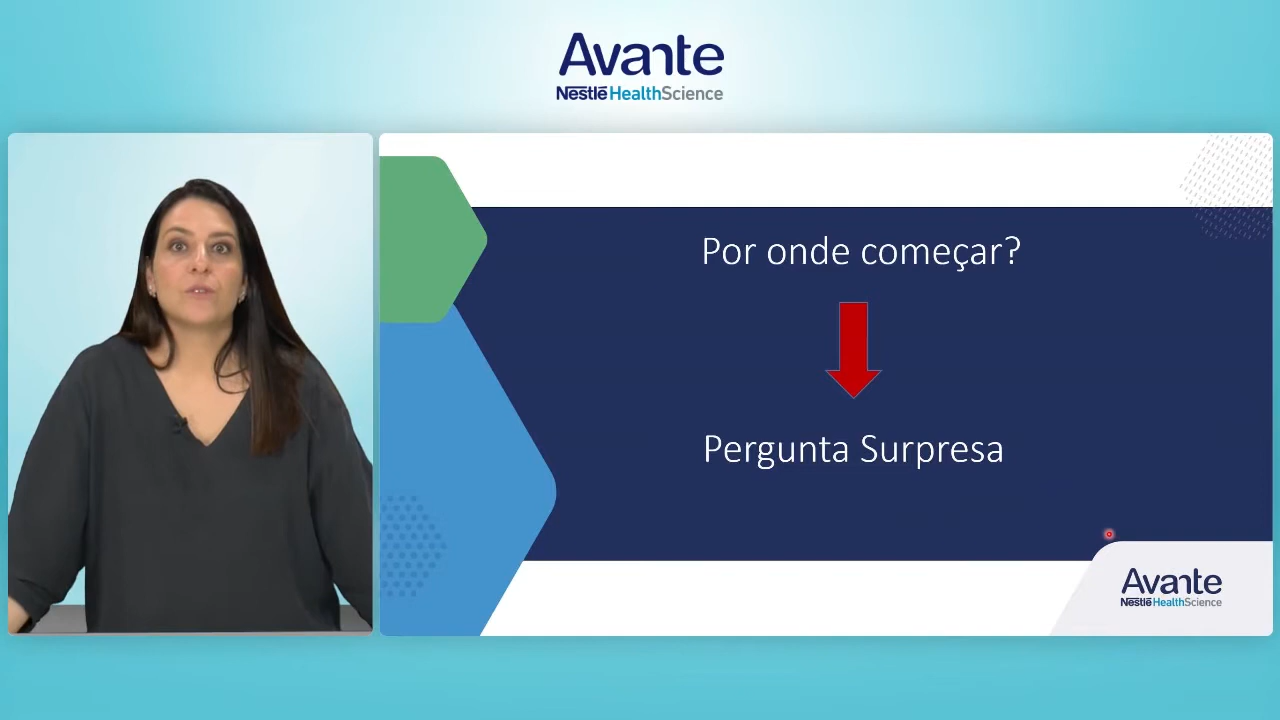 Avante
Nestlé HealthScience
Por onde começar?
Pergunta Surpresa
Avante
Nestlé HealthScience